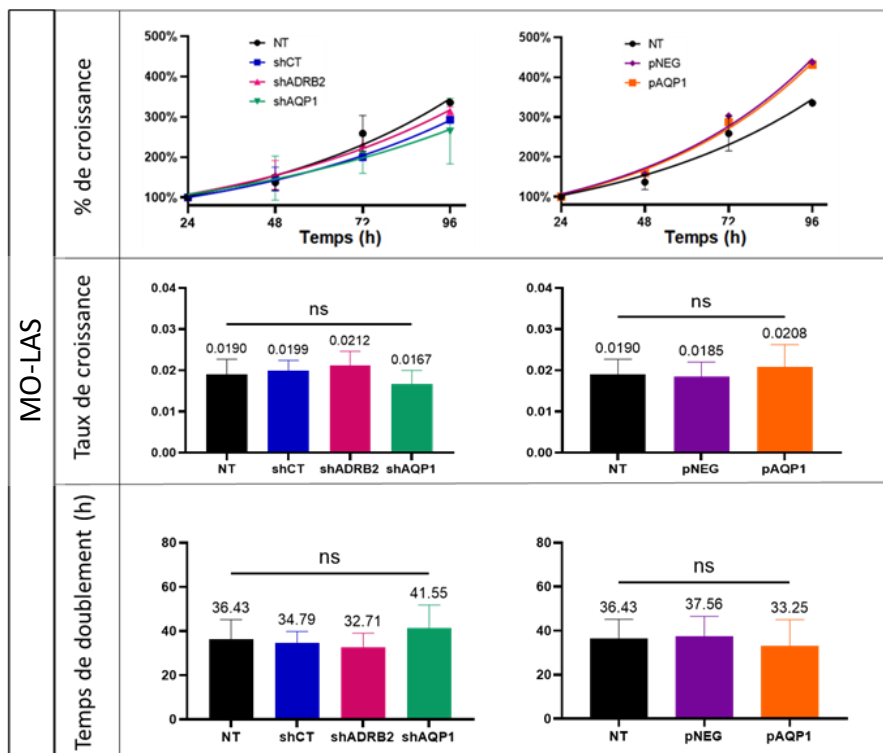 MO-LAS
% de croissance
500%
400%
300%
200%
100%
NT
shCT
shADRB2
shAQP1
24
48
72
96
Temps (h)
500%
400%
300%
200%
100%
NT
pNEG
pAQP1
24
48
72
96
Temps (h)
Taux de croissance
0.04
0.03
0.02
0.01
0.00
ns
0.0190
0.0199
0.0212
0.0167
NT
shCT
shADRB2
shAQP1
0.04
0.03
0.02
0.01
0.00
ns
0.0190
0.0185
0.0208
NT
pNEG
pAQP1
Temps de doublement (h)
80
60
40
20
0
ns
36.43
34.79
32.71
41.55
NT
shCT
shADRB2
shAQP1
80
60
40
20
0
ns
36.43
37.56
33.25
NT
pNEG
pAQP1